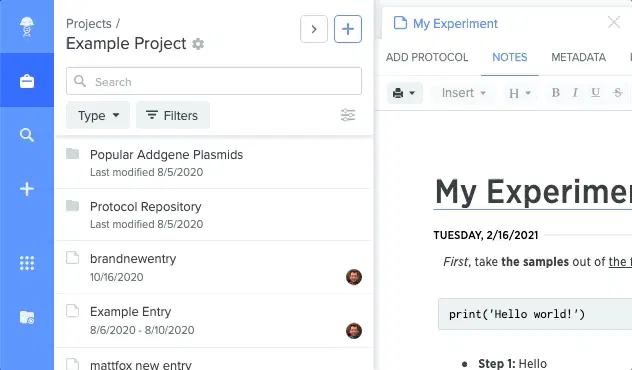 Projects /
Example Project
Search
Type
Filters
Popular Addgene Plasmids
Last modified 8/5/2020
Protocol Repository
Last modified 8/5/2020
brandnewentry
10/16/2020
Example Entry
8/6/2020 - 8/10/2020
mattfox new entry
My Experiment
ADD PROTOCOL NOTES METADATA
Insert H B I U S
My Experime
TUESDAY, 2/16/2021
First, take the samples out of the f
print('Hello world!')
Step 1: Hello